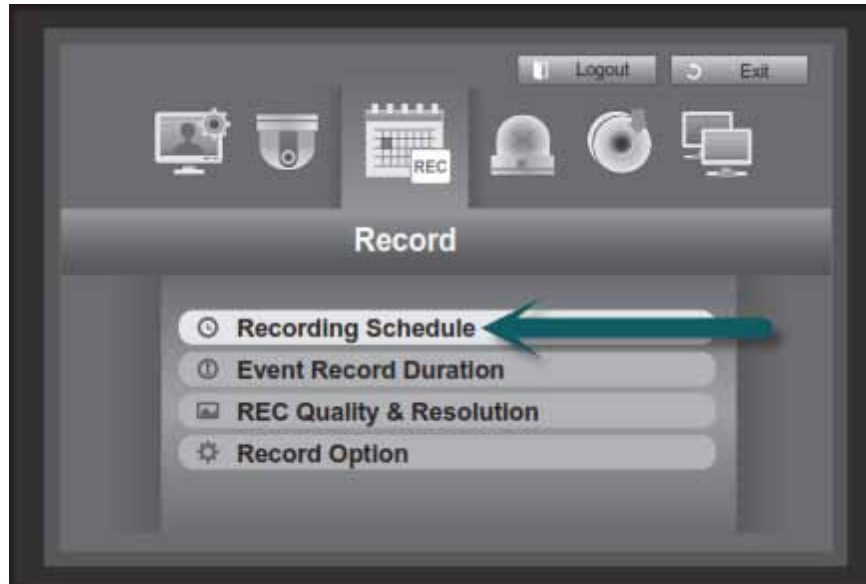 Logout
Exit
REC
Record
Recording Schedule
Event Record Duration
REC Quality & Resolution
Record Option